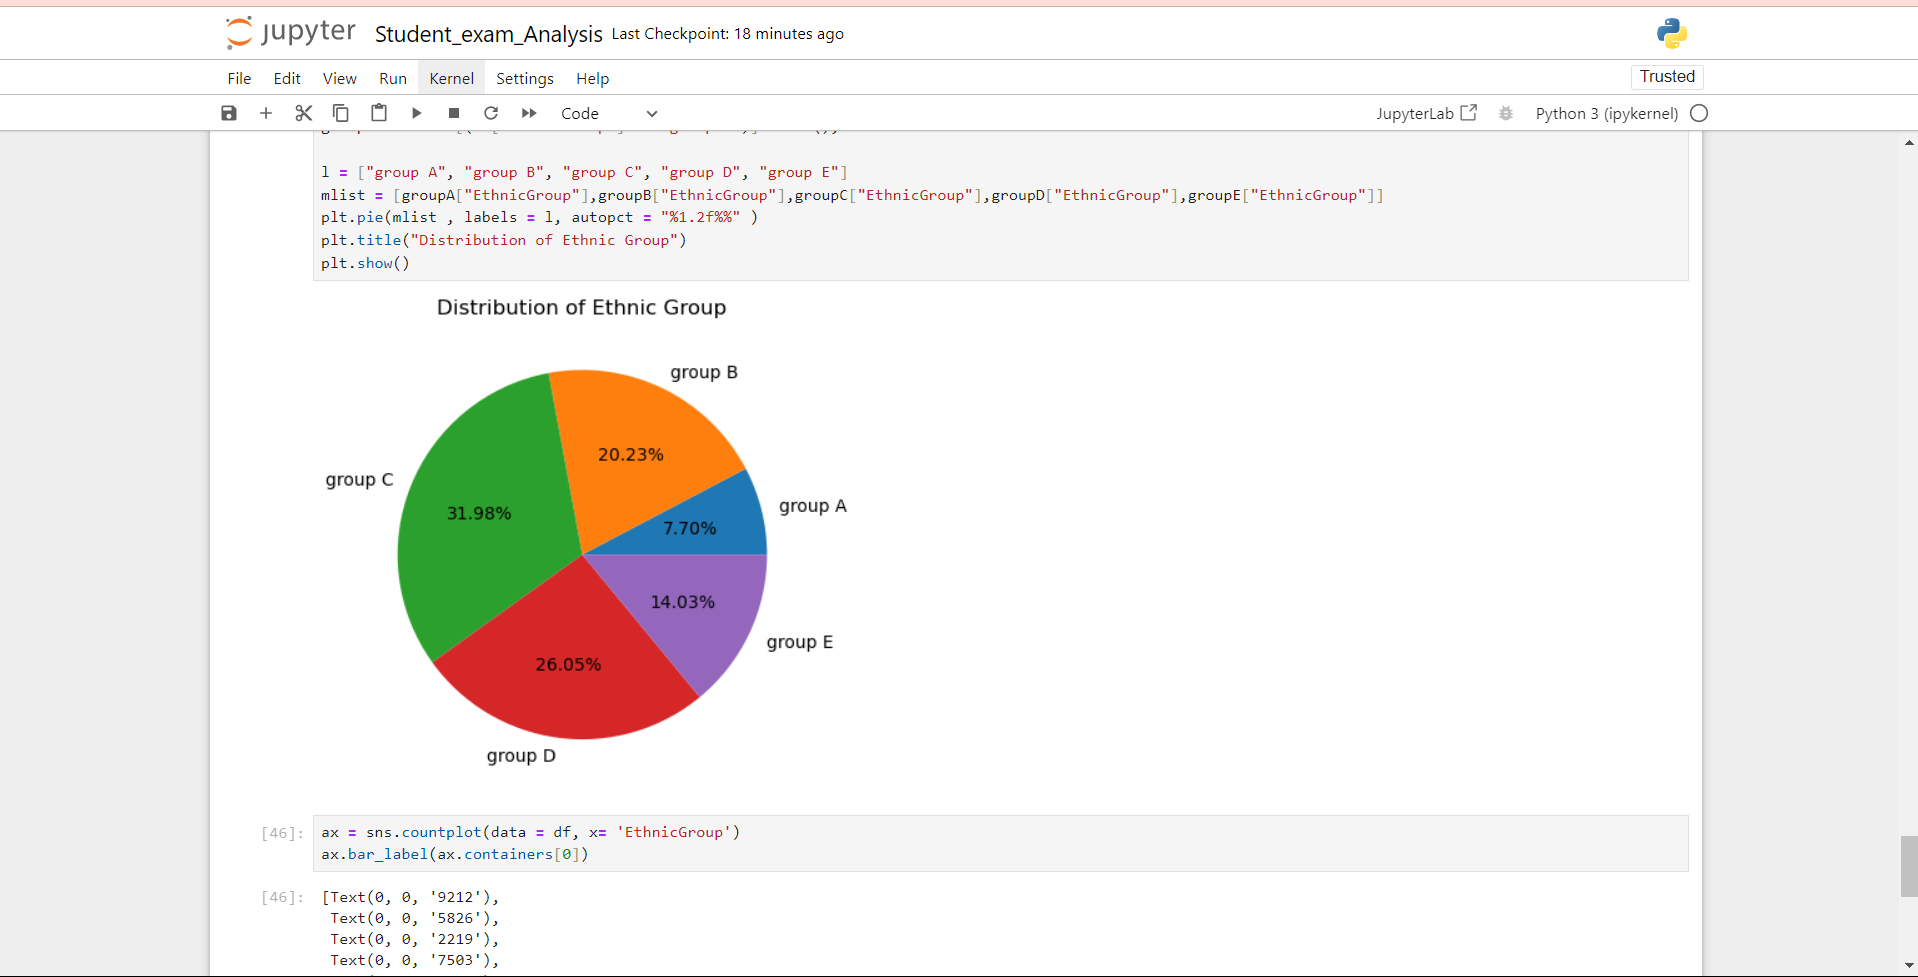 jupyter Student_exam_Analysis Last Checkpoint: 18 minutes ago
File Edit View Run Kernel Settings Help Trusted
Code JupyterLab Python 3 (ipykernel)
l = ["group A", "group B", "group C", "group D", "group E"]
mlist = [groupA["EthnicGroup"],groupB["EthnicGroup"],groupC["EthnicGroup"],groupD["EthnicGroup"],groupE["EthnicGroup"]]
plt.pie(mlist , labels = l, autopct = "%1.2f%%" )
plt.title("Distribution of Ethnic Group")
plt.show()
Distribution of Ethnic Group
group B
20.23%
group C
31.98%
group A
7.70%
14.03%
group E
26.05%
group D
[46]: ax = sns.countplot(data = df, x= 'EthnicGroup')
ax.bar_label(ax.containers[0])
[46]: [Text(0, 0, '9212'),
Text(0, 0, '5826'),
Text(0, 0, '2219'),
Text(0, 0, '7503'),